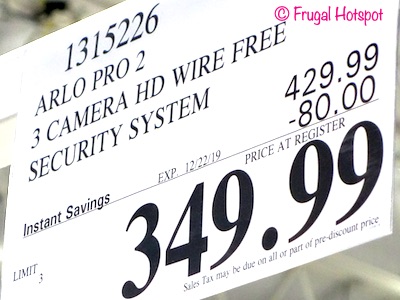 © Frugal Hotspot
1315226
ARLO PRO 2
3 CAMERA HD WIRE FREE
SECURITY SYSTEM
429.99
-80.00
Instant Savings
EXP. 12/22/19
PRICE AT REGISTER
349.99
LIMIT
3
Sales Tax may be due on all or part of pre-discount price